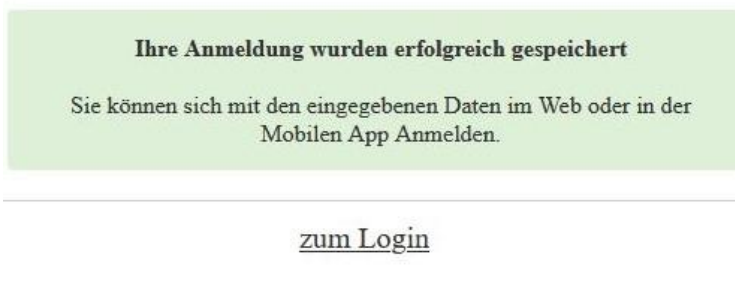 Ihre Anmeldung wurden erfolgreich gespeichert
Sie können sich mit den eingegebenen Daten im Web oder in der
Mobilen App Anmelden.
zum Login